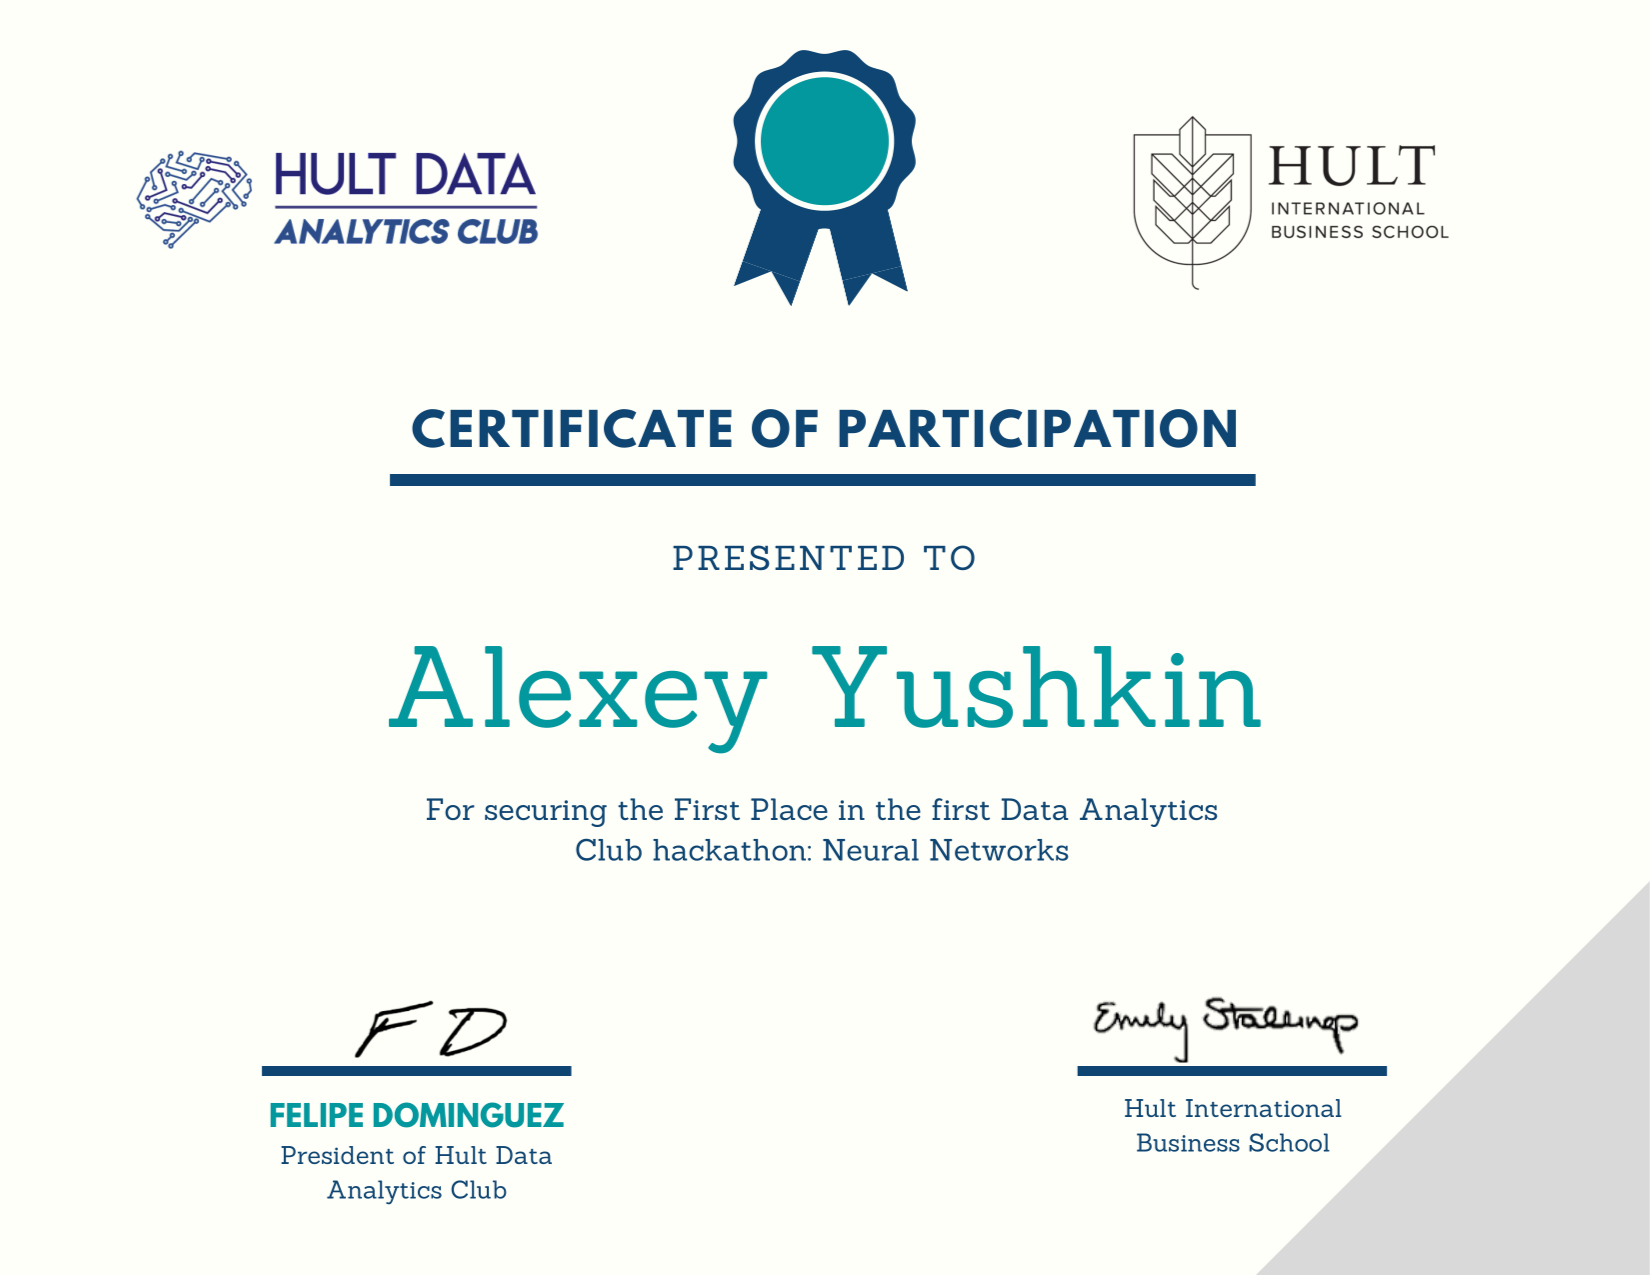 HULT DATA
ANALYTICS CLUB
HULT
INTERNATIONAL
BUSINESS SCHOOL
CERTIFICATE OF PARTICIPATION
PRESENTED TO
Alexey Yushkin
For securing the First Place in the first Data Analytics
Club hackathon: Neural Networks
F D
FELIPE DOMINGUEZ
President of Hult Data
Analytics Club
Emily Stallings
Hult International
Business School